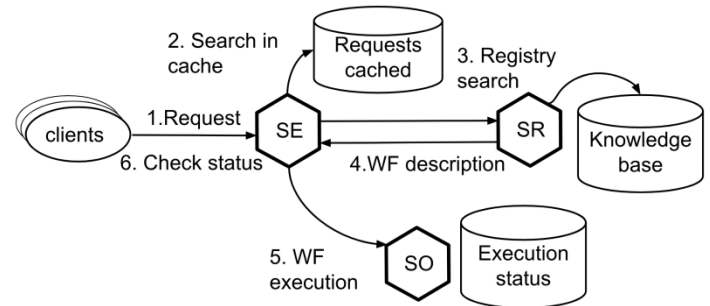 2. Search in
cache
Requests
cached
3. Registry
search
clients
1.Request
SE
SR
Knowledge
base
6. Check status
4.WF description
5. WF
execution
SO
Execution
status